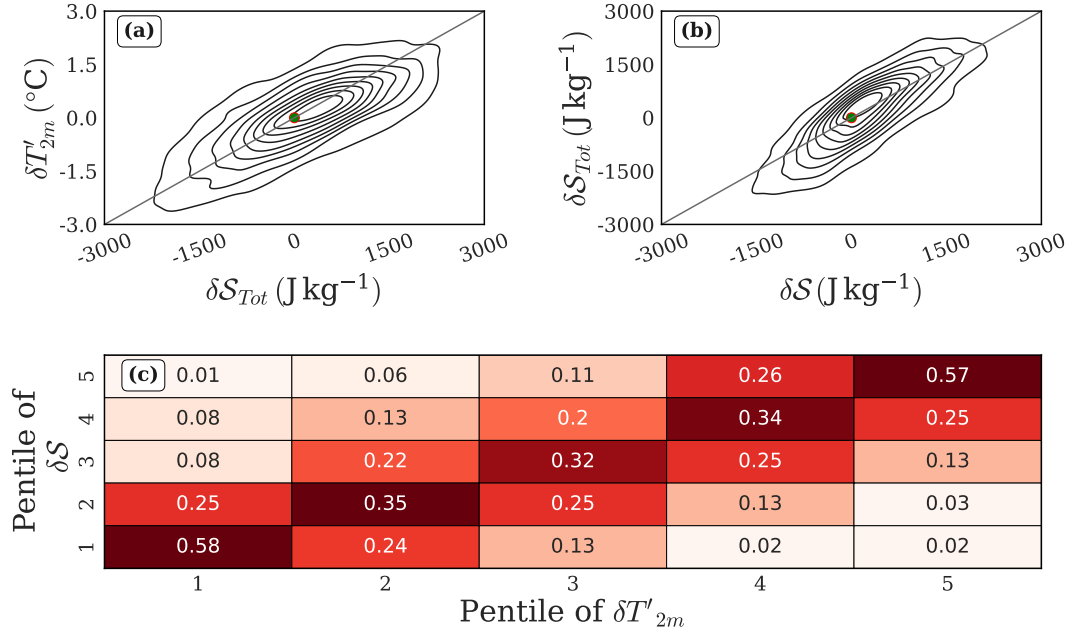 (a)
3.0
1.5
0.0
-1.5
-3.0
δT′2m (°C)
-3000
-1500
0
1500
3000
δSTot (J kg−1)
(b)
3000
1500
0
-1500
-3000
δSTot (J kg−1)
-3000
-1500
0
1500
3000
δS (J kg−1)
(c)
Pentile of
δS
5 0.01 0.06 0.11 0.26 0.57
4 0.08 0.13 0.2 0.34 0.25
3 0.08 0.22 0.32 0.25 0.13
2 0.25 0.35 0.25 0.13 0.03
1 0.58 0.24 0.13 0.02 0.02
1 2 3 4 5
Pentile of δT′2m